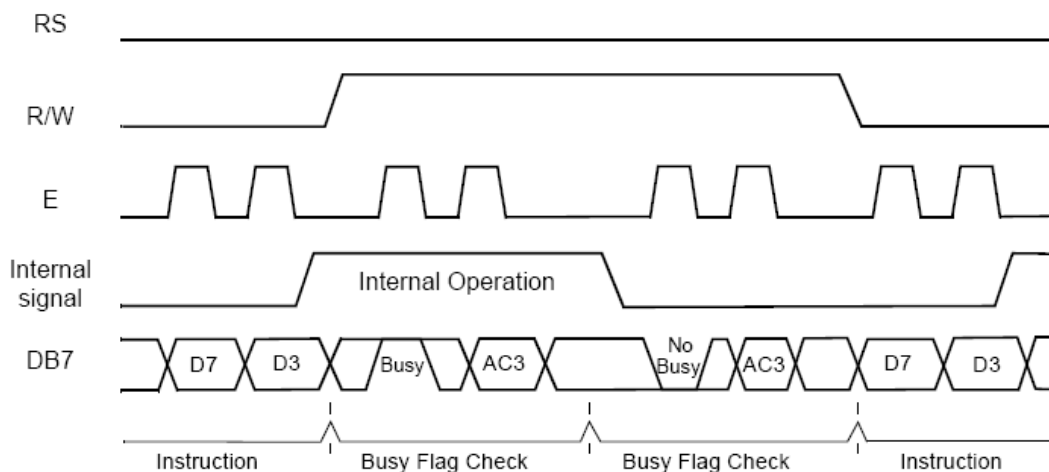 RS
R/W
E
Internal
signal
Internal Operation
DB7
D7
D3
Busy
AC3
No
Busy
AC3
D7
D3
Instruction
Busy Flag Check
Busy Flag Check
Instruction